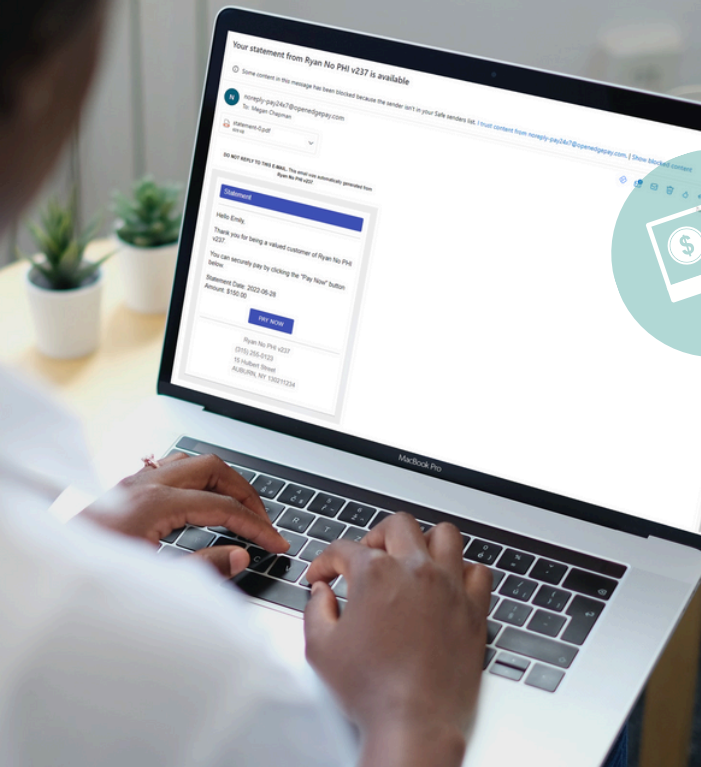 Your statement from Ryan No PHI v237 is available
Some content in this message has been blocked because the sender isn't in your Safe senders list. I trust content from noreply-pay24x7@openedgepay.com. | Show blocked content
N
noreply-pay24x7@openedgepay.com
To: Megan Chapman
statement-0.pdf
DO NOT REPLY TO THIS E-MAIL. This email was automatically generated from
Ryan No PHI v237
Statement
Hello Emily,
Thank you for being a valued customer of Ryan No PHI
v237.
You can securely pay by clicking the "Pay Now" button
below.
Statement Date: 2022-06-28
Amount: $150.00
PAY NOW
Ryan No PHI v237
(315) 255-0123
15 Hulbert Street
AUBURN, NY 130211234
$
MacBook Pro